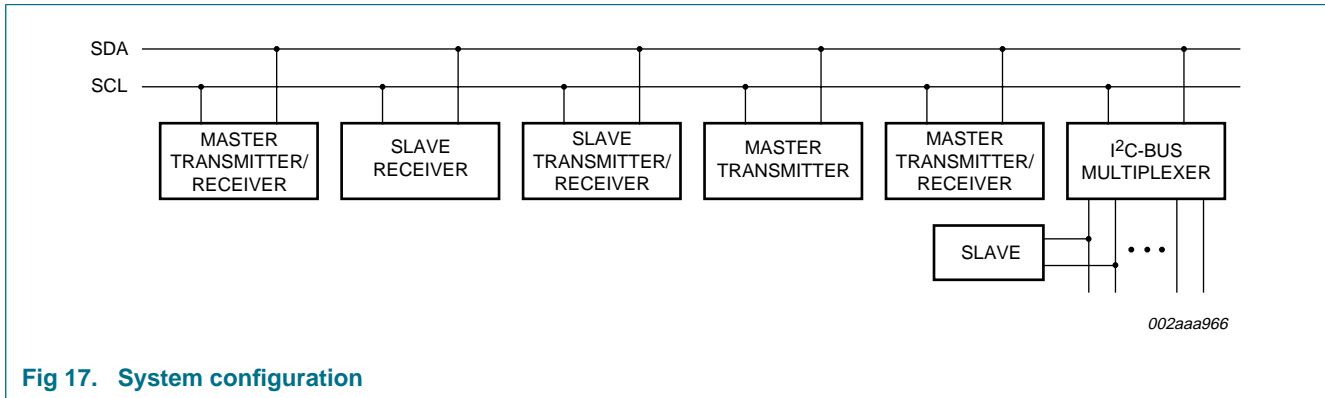 SDA
SCL
MASTER
TRANSMITTER/
RECEIVER
SLAVE
RECEIVER
SLAVE
TRANSMITTER/
RECEIVER
MASTER
TRANSMITTER
MASTER
TRANSMITTER/
RECEIVER
I²C-BUS
MULTIPLEXER
SLAVE
002aaa966
Fig 17. System configuration